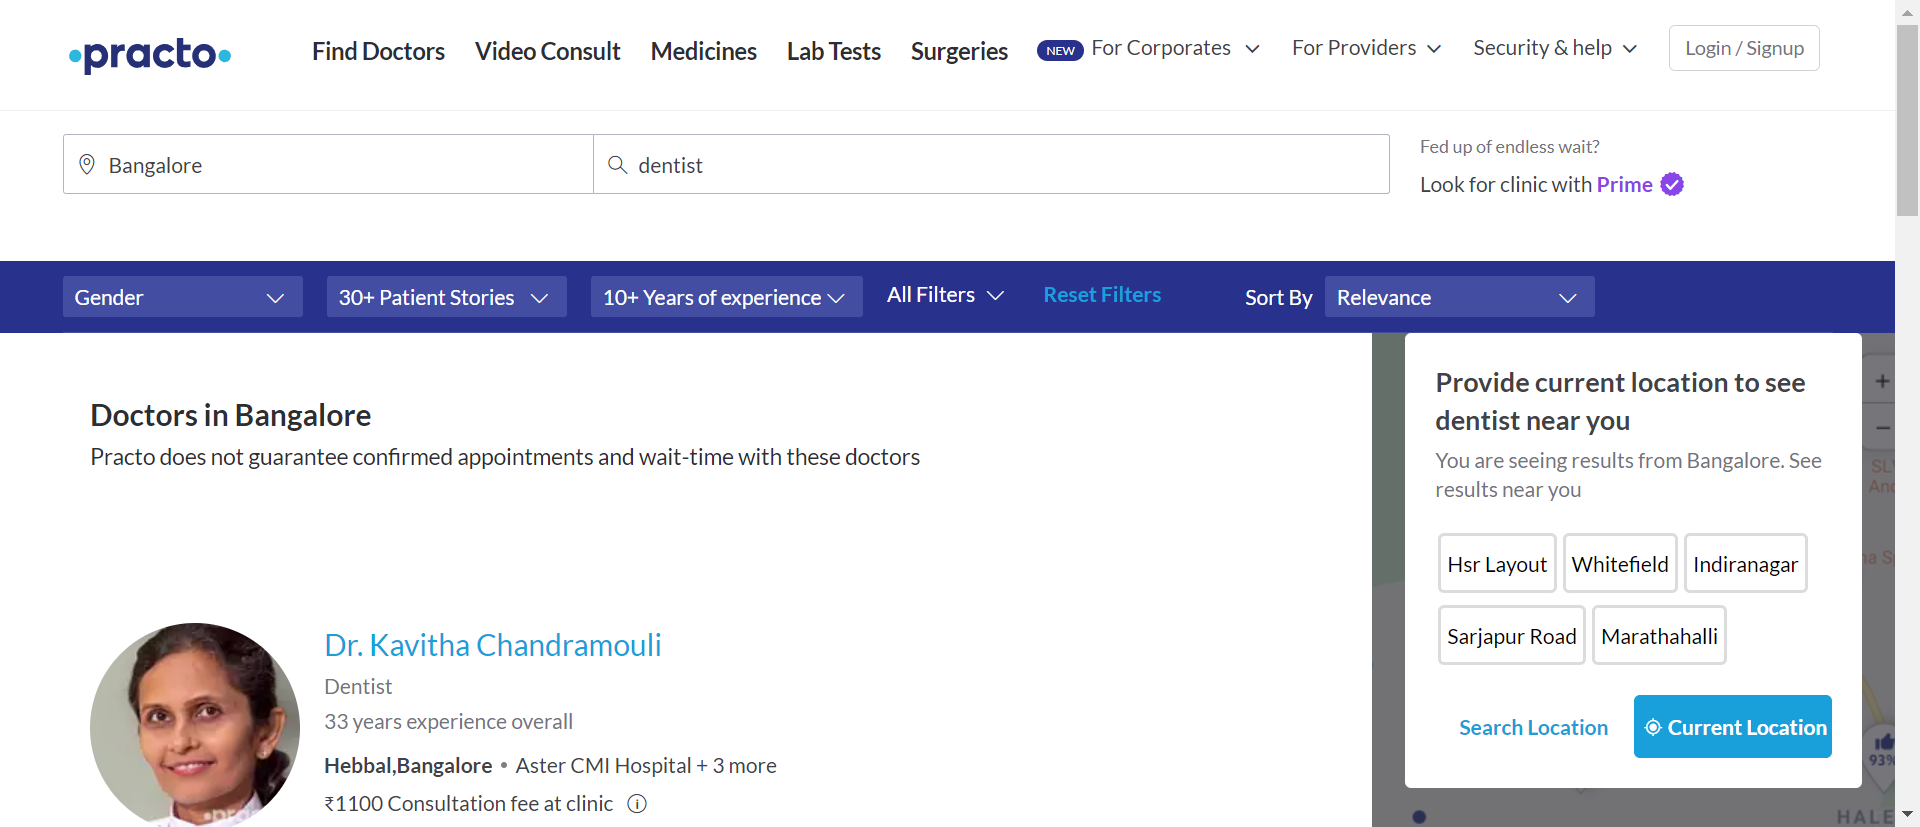 practo
Find Doctors
Video Consult
Medicines
Lab Tests
Surgeries
NEW
For Corporates
For Providers
Security & help
Login / Signup
Bangalore
dentist
Fed up of endless wait?
Look for clinic with Prime
Gender
30+ Patient Stories
10+ Years of experience
All Filters
Reset Filters
Sort By
Relevance
Doctors in Bangalore
Practo does not guarantee confirmed appointments and wait-time with these doctors
Dr. Kavitha Chandramouli
Dentist
33 years experience overall
Hebbal,Bangalore • Aster CMI Hospital + 3 more
₹1100 Consultation fee at clinic
Provide current location to see
dentist near you
You are seeing results from Bangalore. See
results near you
Hsr Layout
Whitefield
Indiranagar
Sarjapur Road
Marathahalli
Search Location
Current Location
+
−
93%